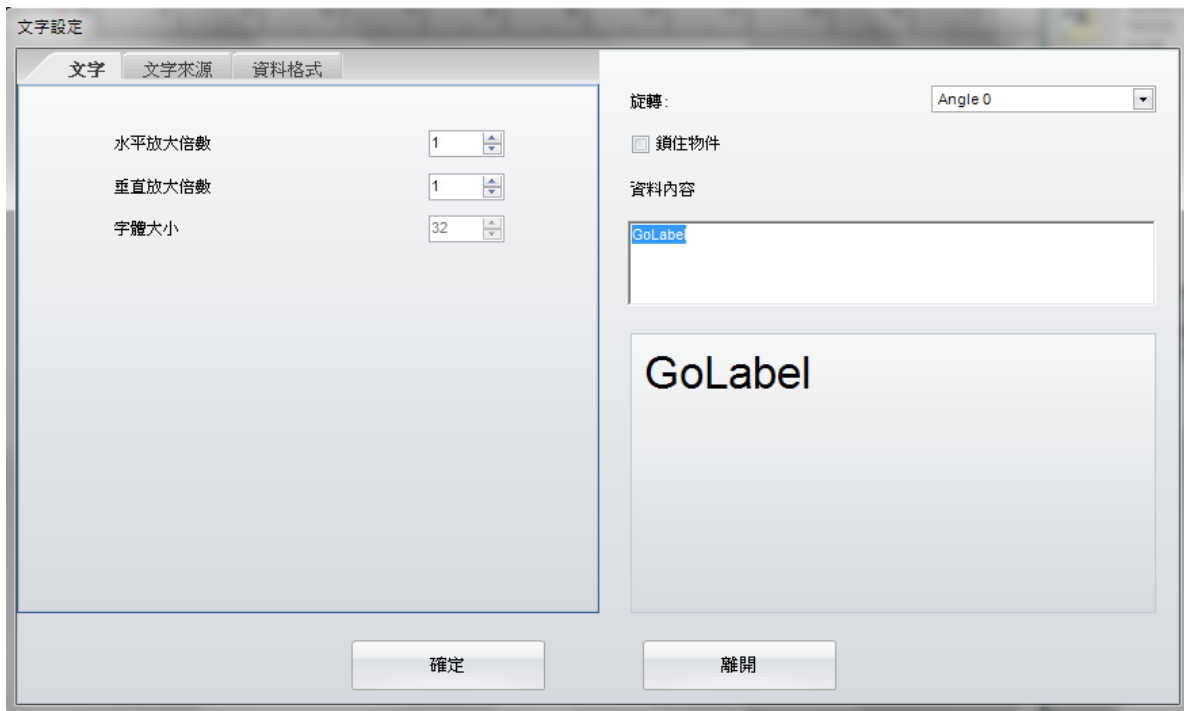 文字設定
文字 文字來源 資料格式
水平放大倍數 1
垂直放大倍數 1
字體大小 32
旋轉: Angle 0
鎖住物件
資料內容
GoLabel
GoLabel
確定 離開